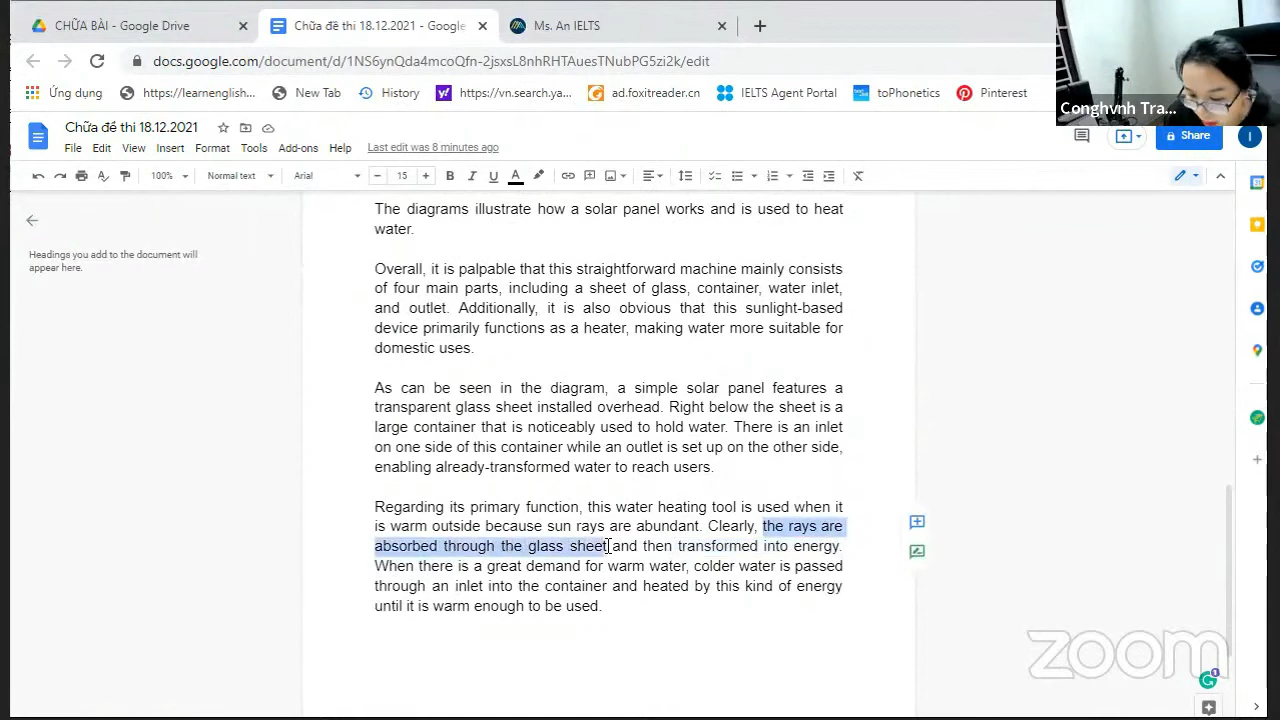 CHỮA BÀI - Google Drive
Chữa đề thi 18.12.2021 - Google
Ms. An IELTS
docs.google.com/document/d/1NS6ynQda4mcoQfn-2jsxsL8nhRHTAuesTNubPG5zi2k/edit
Ứng dụng
https://learnenglish...
New Tab
History
https://vn.search.ya...
ad.foxitreader.cn
IELTS Agent Portal
toPhonetics
Pinterest
Conghvnh Tra...
Chữa đề thi 18.12.2021
File Edit View Insert Format Tools Add-ons Help Last edit was 8 minutes ago
Share
I
100% Normal text Arial 15 B I U A
Headings you add to the document will
appear here.
The diagrams illustrate how a solar panel works and is used to heat
water.
Overall, it is palpable that this straightforward machine mainly consists
of four main parts, including a sheet of glass, container, water inlet,
and outlet. Additionally, it is also obvious that this sunlight-based
device primarily functions as a heater, making water more suitable for
domestic uses.
As can be seen in the diagram, a simple solar panel features a
transparent glass sheet installed overhead. Right below the sheet is a
large container that is noticeably used to hold water. There is an inlet
on one side of this container while an outlet is set up on the other side,
enabling already-transformed water to reach users.
Regarding its primary function, this water heating tool is used when it
is warm outside because sun rays are abundant. Clearly, the rays are
absorbed through the glass sheet and then transformed into energy.
When there is a great demand for warm water, colder water is passed
through an inlet into the container and heated by this kind of energy
until it is warm enough to be used.
zoom